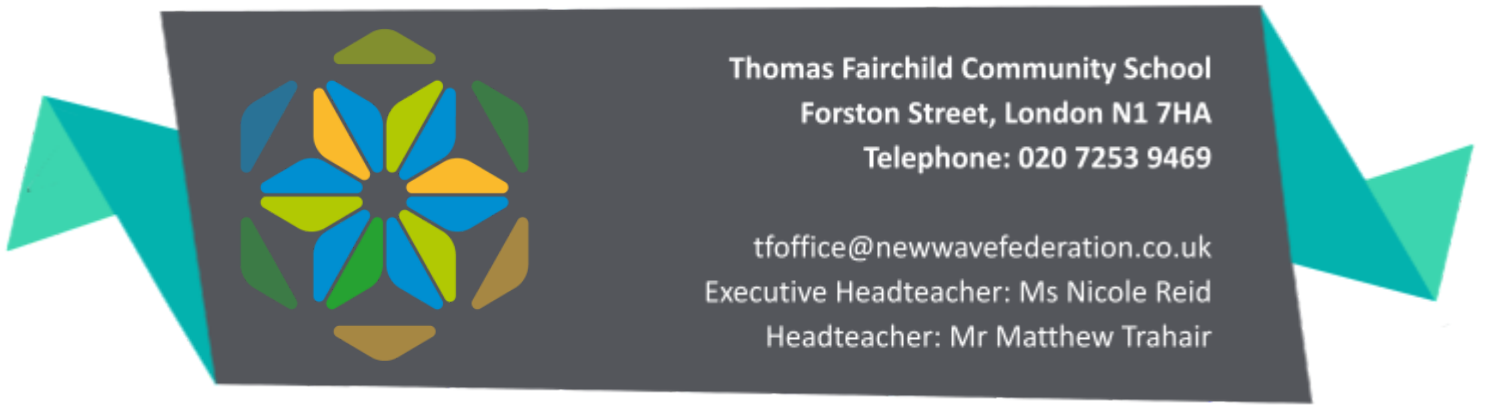 Thomas Fairchild Community School
Forston Street, London N1 7HA
Telephone: 020 7253 9469
tfoffice@newwavefederation.co.uk
Executive Headteacher: Ms Nicole Reid
Headteacher: Mr Matthew Trahair